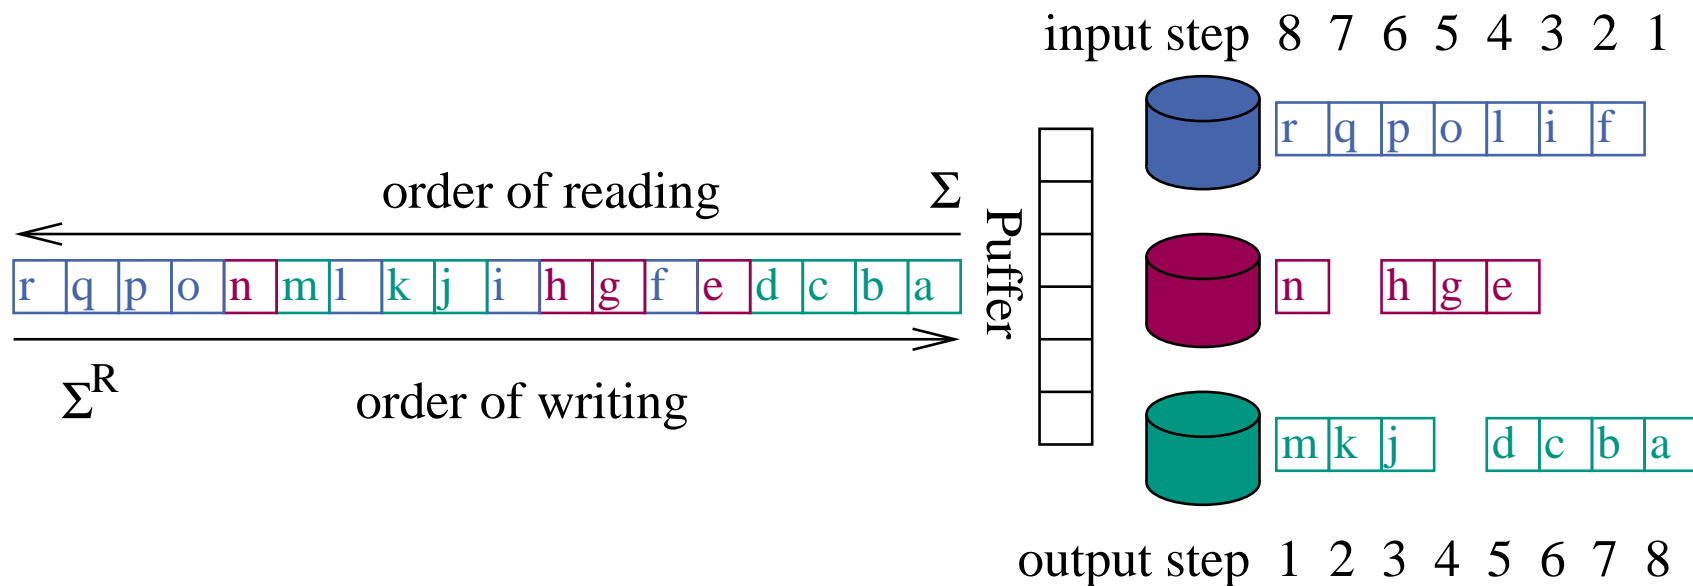 input step 8 7 6 5 4 3 2 1
r q p o l i f
order of reading Σ
Puffer
r q p o n m l k j i h g f e d c b a
n h g e
Σ^R order of writing
m k j d c b a
output step 1 2 3 4 5 6 7 8